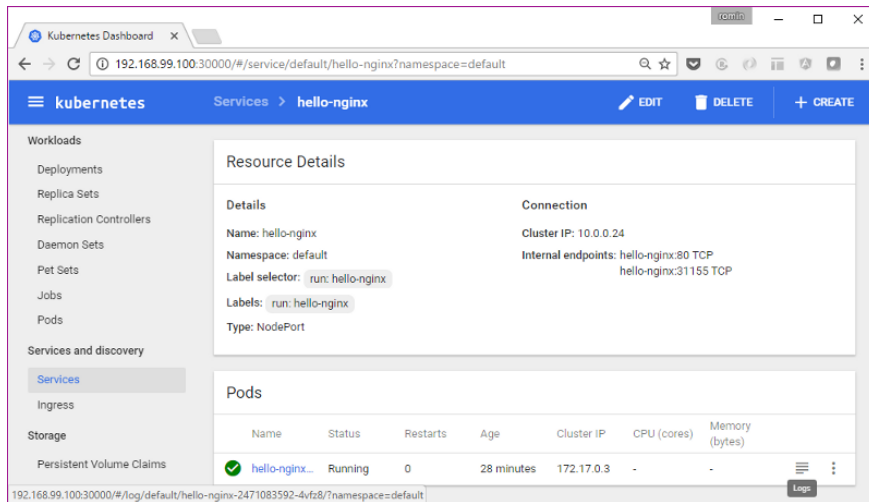 romin
Kubernetes Dashboard
192.168.99.100:30000/#/service/default/hello-nginx?namespace=default
kubernetes
Services > hello-nginx
EDIT
DELETE
+ CREATE
Workloads
Deployments
Replica Sets
Replication Controllers
Daemon Sets
Pet Sets
Jobs
Pods
Services and discovery
Services
Ingress
Storage
Persistent Volume Claims
Resource Details
Details
Name: hello-nginx
Namespace: default
Label selector: run: hello-nginx
Labels: run: hello-nginx
Type: NodePort
Connection
Cluster IP: 10.0.0.24
Internal endpoints: hello-nginx:80 TCP
hello-nginx:31155 TCP
Pods
Name Status Restarts Age Cluster IP CPU (cores) Memory (bytes)
hello-nginx... Running 0 28 minutes 172.17.0.3 - -
Logs
192.168.99.100:30000/#/log/default/hello-nginx-2471083592-4vfz8/?namespace=default